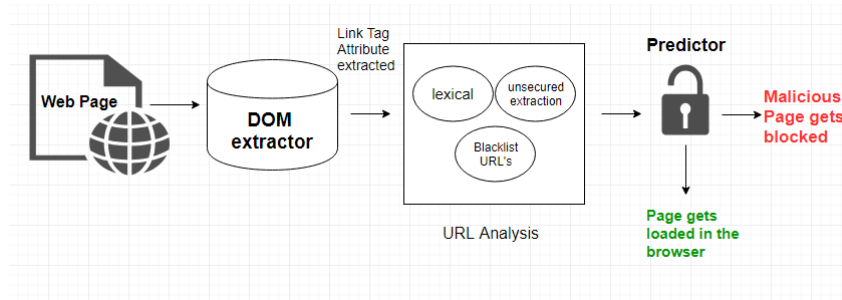 Web Page
DOM
extractor
Link Tag
Attribute
extracted
lexical
unsecured
extraction
Blacklist
URL's
URL Analysis
Predictor
Malicious
Page gets
blocked
Page gets
loaded in the
browser